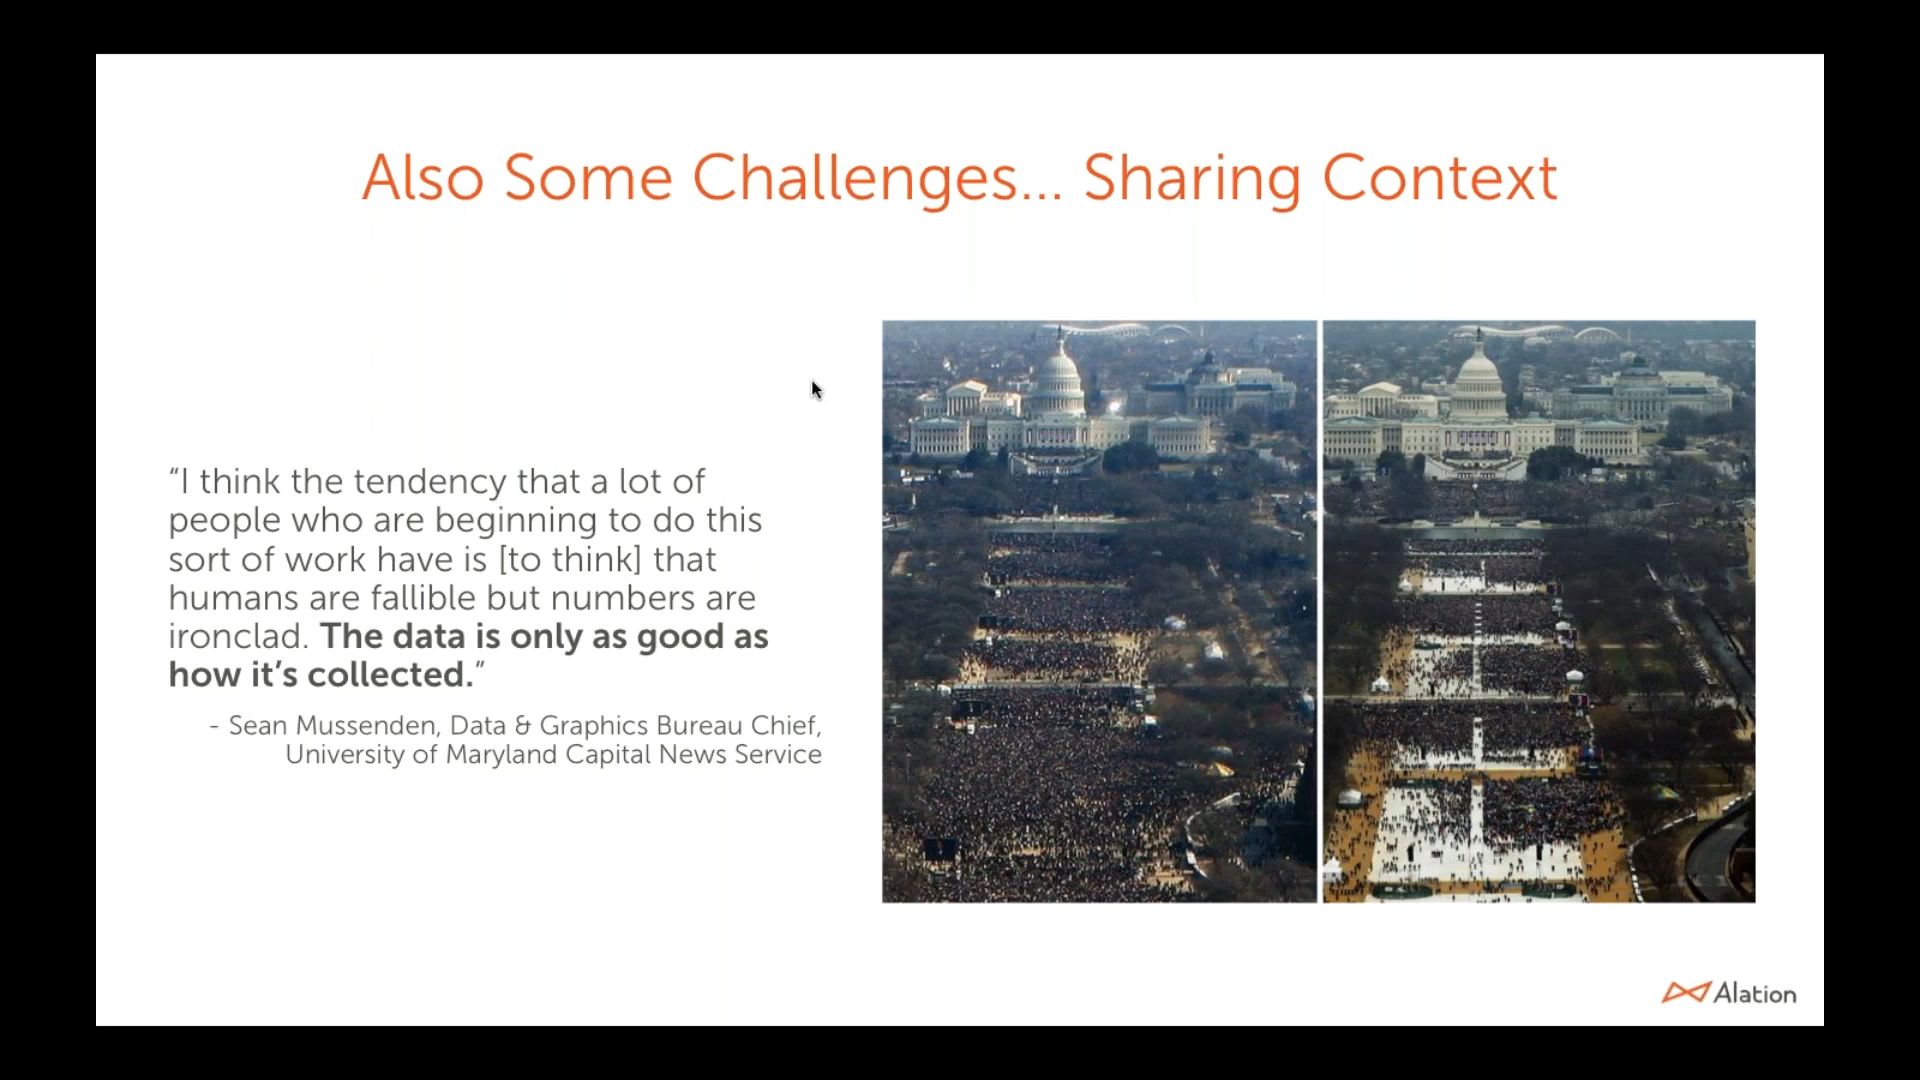 Also Some Challenges... Sharing Context
“I think the tendency that a lot of
people who are beginning to do this
sort of work have is [to think] that
humans are fallible but numbers are
ironclad. The data is only as good as
how it’s collected.”
- Sean Mussenden, Data & Graphics Bureau Chief,
University of Maryland Capital News Service
Alation